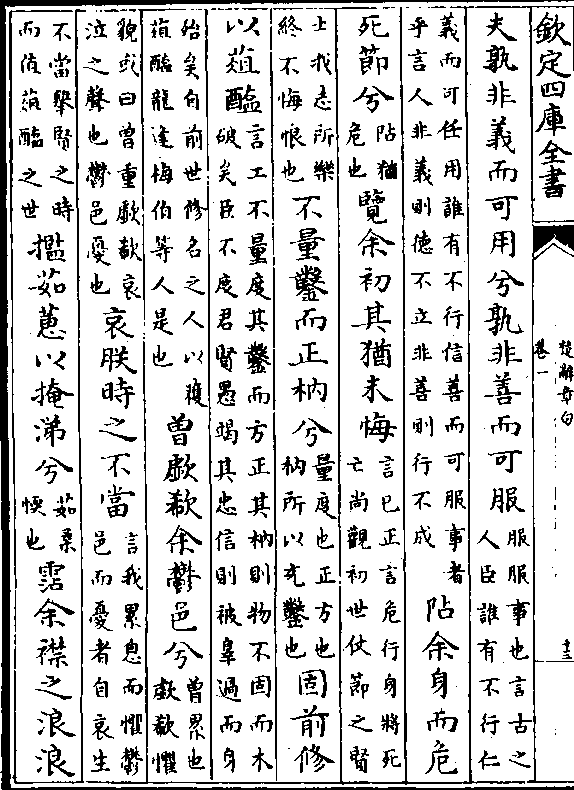 欽定四庫全書
楚辭章句
卷一
十三
夫孰非義而可用兮孰非善而可服
服服事也言古之
人臣誰有不行仁
義而可任用誰有不行信善而可服事者
乎言人非義則德不立非善則行不成
阽余身而危
死節兮
阽猶
危也
覽余初其猶未悔
言已正言危行身將死
亡尚觀初世仗節之賢
士我志所樂
終不悔恨也
不量鑿而正枘兮
量度也正方也
枘所以充鑿也
固前修
以葅醢
言工不量度其鑿而方正其枘則物不固而木
破矣臣不度君賢愚竭其忠信則被辠過而身
殆矣自前世修名之人以獲
葅醢龍逢梅伯等人是也
曾歔欷余鬱邑兮
曾累也
歔欷懼
貌或曰曾重歔欷哀
泣之聲也鬱邑憂也
哀朕時之不當
言我累息而懼鬱
邑而憂者自哀生
不當舉賢之時
而值葅醢之世
擥茹蕙以掩涕兮
茹柔
愞也
霑余襟之浪浪